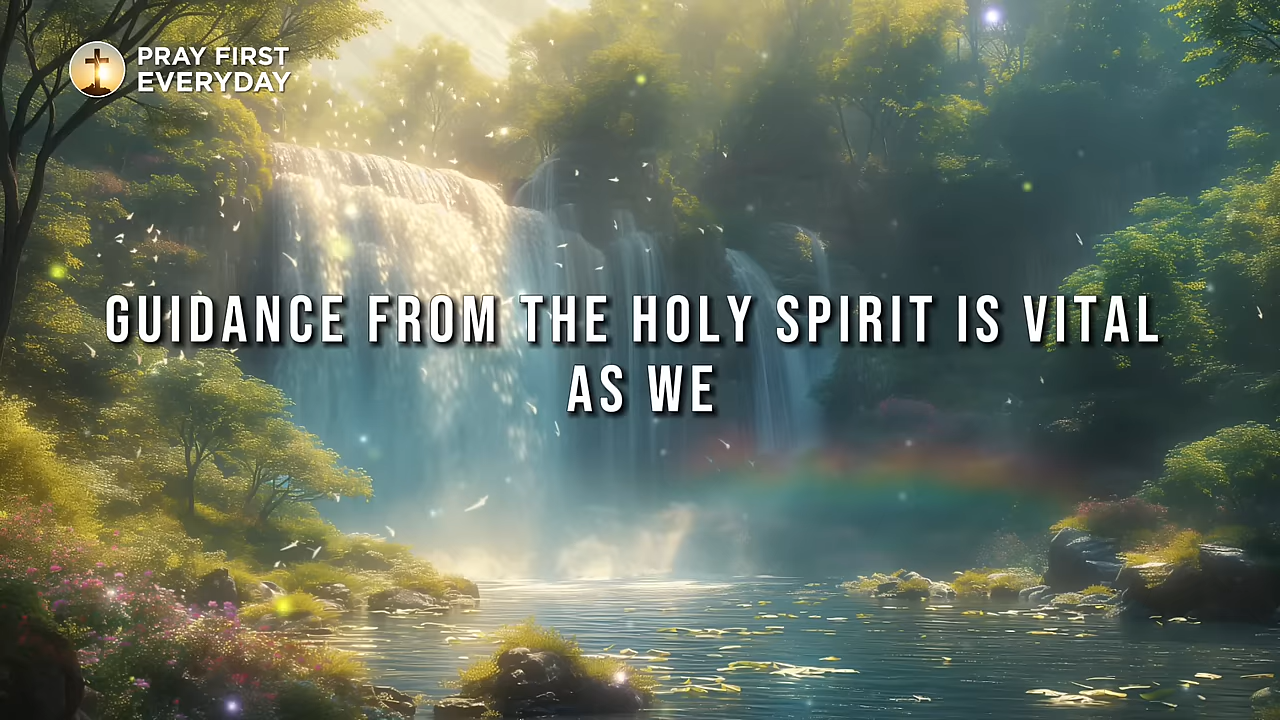 PRAY FIRST
EVERYDAY
GUIDANCE FROM THE HOLY SPIRIT IS VITAL
AS WE